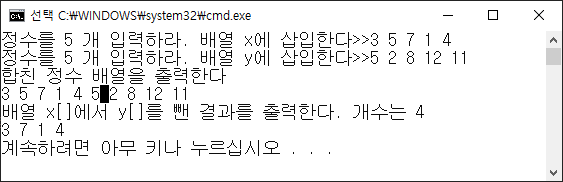 선택 C:₩WINDOWS₩system32₩cmd.exe
정수를 5 개 입력하라. 배열 x에 삽입한다>>3 5 7 1 4
정수를 5 개 입력하라. 배열 y에 삽입한다>>5 2 8 12 11
합친 정수 배열을 출력한다
3 5 7 1 4 5 2 8 12 11
배열 x[]에서 y[]를 뺀 결과를 출력한다. 개수는 4
3 7 1 4
계속하려면 아무 키나 누르십시오 . . .